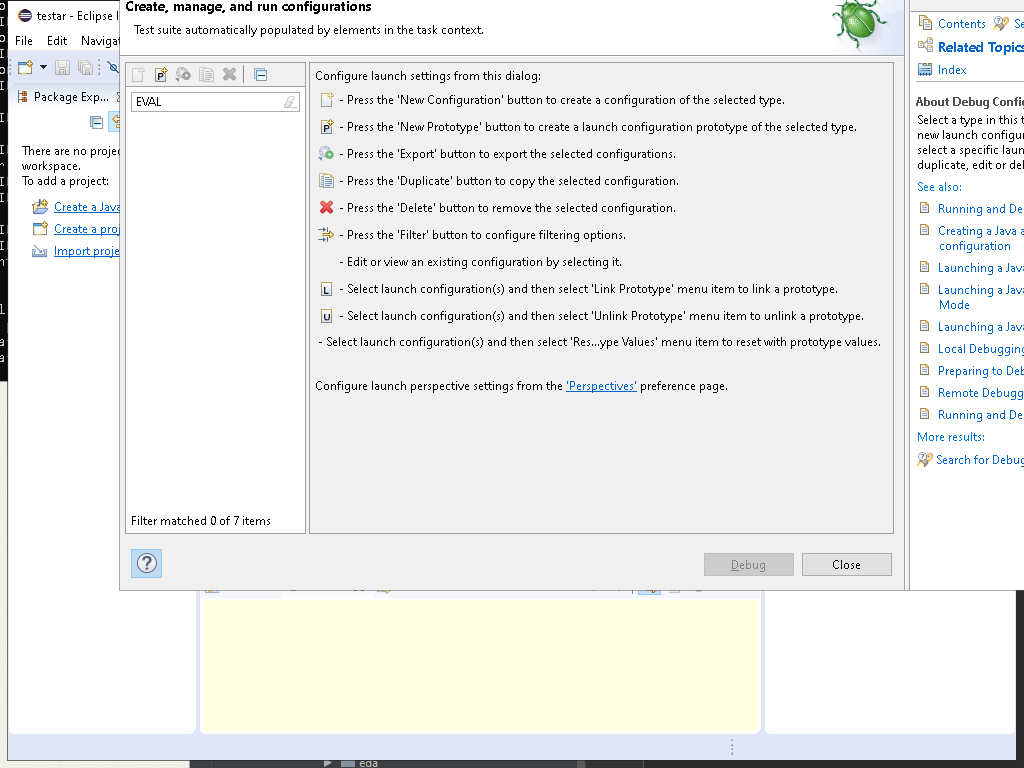 testar - Eclipse I
File Edit Navigat
Package Exp...
There are no projec
workspace.
To add a project:
Create a Java
Create a proj
Import proje
Create, manage, and run configurations
Test suite automatically populated by elements in the task context.
EVAL
Filter matched 0 of 7 items
Configure launch settings from this dialog:
- Press the 'New Configuration' button to create a configuration of the selected type.
- Press the 'New Prototype' button to create a launch configuration prototype of the selected type.
- Press the 'Export' button to export the selected configurations.
- Press the 'Duplicate' button to copy the selected configuration.
- Press the 'Delete' button to remove the selected configuration.
- Press the 'Filter' button to configure filtering options.
- Edit or view an existing configuration by selecting it.
- Select launch configuration(s) and then select 'Link Prototype' menu item to link a prototype.
- Select launch configuration(s) and then select 'Unlink Prototype' menu item to unlink a prototype.
- Select launch configuration(s) and then select 'Res...ype Values' menu item to reset with prototype values.
Configure launch perspective settings from the 'Perspectives' preference page.
Debug
Close
Contents Se
Related Topics
Index
About Debug Config
Select a type in this t
new launch configur
select a specific laun
duplicate, edit or del
See also:
Running and De
Creating a Java a
configuration
Launching a Java
Launching a Java
Mode
Launching a Java
Local Debugging
Preparing to Deb
Remote Debugg
Running and De
More results:
Search for Debug
eda